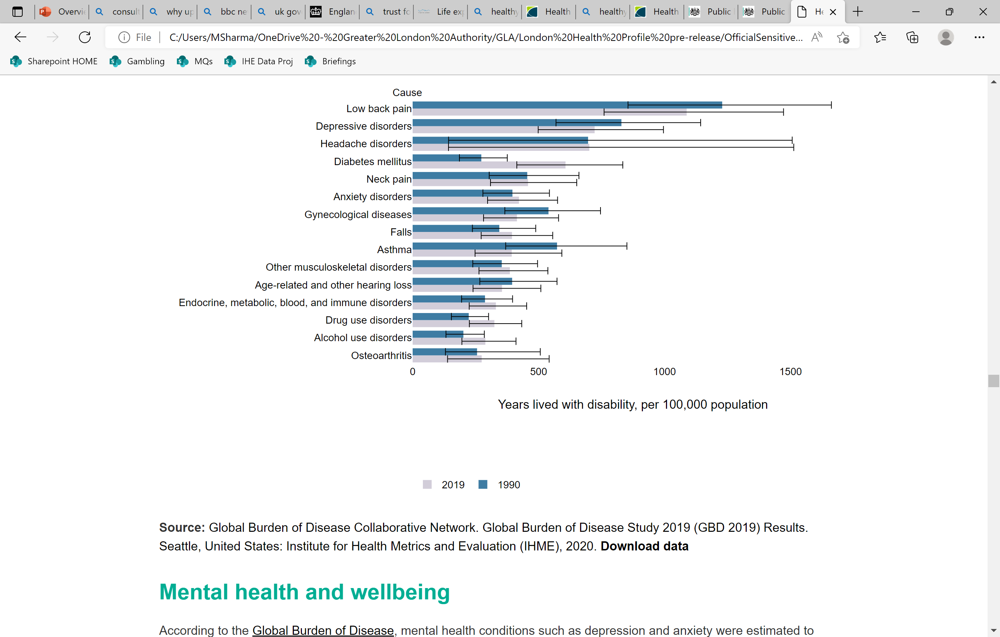 Overvi
consult
why up
bbc ne
uk gov
Englan
trust fo
Life exp
healthy
Health
healthy
Health
Public
Public
He
File
C:/Users/MSharma/OneDrive%20-%20Greater%20London%20Authority/GLA/London%20Health%20Profile%20pre-release/OfficialSensitive...
Sharepoint HOME
Gambling
MQs
IHE Data Proj
Briefings
Cause
Low back pain
Depressive disorders
Headache disorders
Diabetes mellitus
Neck pain
Anxiety disorders
Gynecological diseases
Falls
Asthma
Other musculoskeletal disorders
Age-related and other hearing loss
Endocrine, metabolic, blood, and immune disorders
Drug use disorders
Alcohol use disorders
Osteoarthritis
0 500 1000 1500
Years lived with disability, per 100,000 population
2019 1990
Source: Global Burden of Disease Collaborative Network. Global Burden of Disease Study 2019 (GBD 2019) Results.
Seattle, United States: Institute for Health Metrics and Evaluation (IHME), 2020. Download data
Mental health and wellbeing
According to the Global Burden of Disease, mental health conditions such as depression and anxiety were estimated to